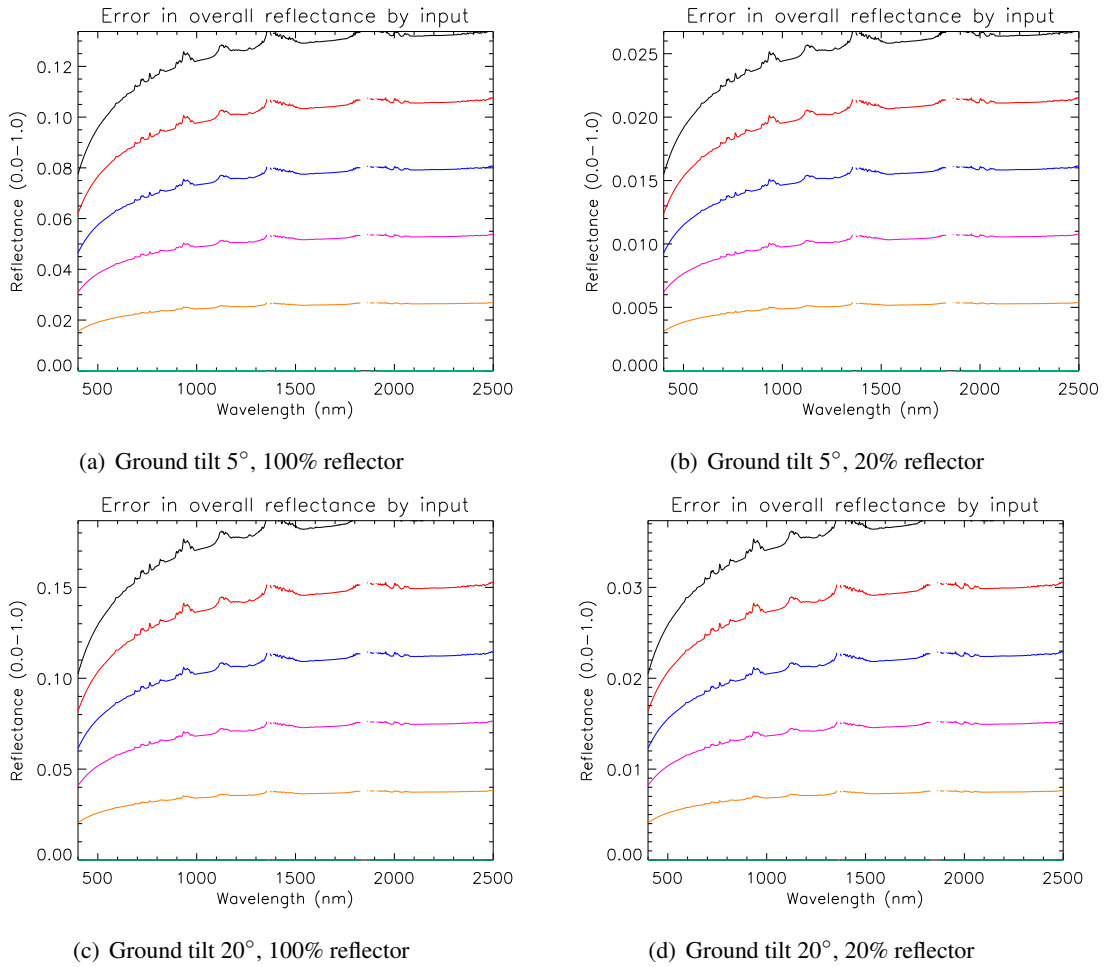 Error in overall reflectance by input
0.12
0.10
0.08
0.06
0.04
0.02
0.00
Reflectance (0.0-1.0)
500 1000 1500 2000 2500
Wavelength (nm)
(a) Ground tilt 5°, 100% reflector
Error in overall reflectance by input
0.025
0.020
0.015
0.010
0.005
0.000
Reflectance (0.0-1.0)
500 1000 1500 2000 2500
Wavelength (nm)
(b) Ground tilt 5°, 20% reflector
Error in overall reflectance by input
0.15
0.10
0.05
0.00
Reflectance (0.0-1.0)
500 1000 1500 2000 2500
Wavelength (nm)
(c) Ground tilt 20°, 100% reflector
Error in overall reflectance by input
0.03
0.02
0.01
0.00
Reflectance (0.0-1.0)
500 1000 1500 2000 2500
Wavelength (nm)
(d) Ground tilt 20°, 20% reflector